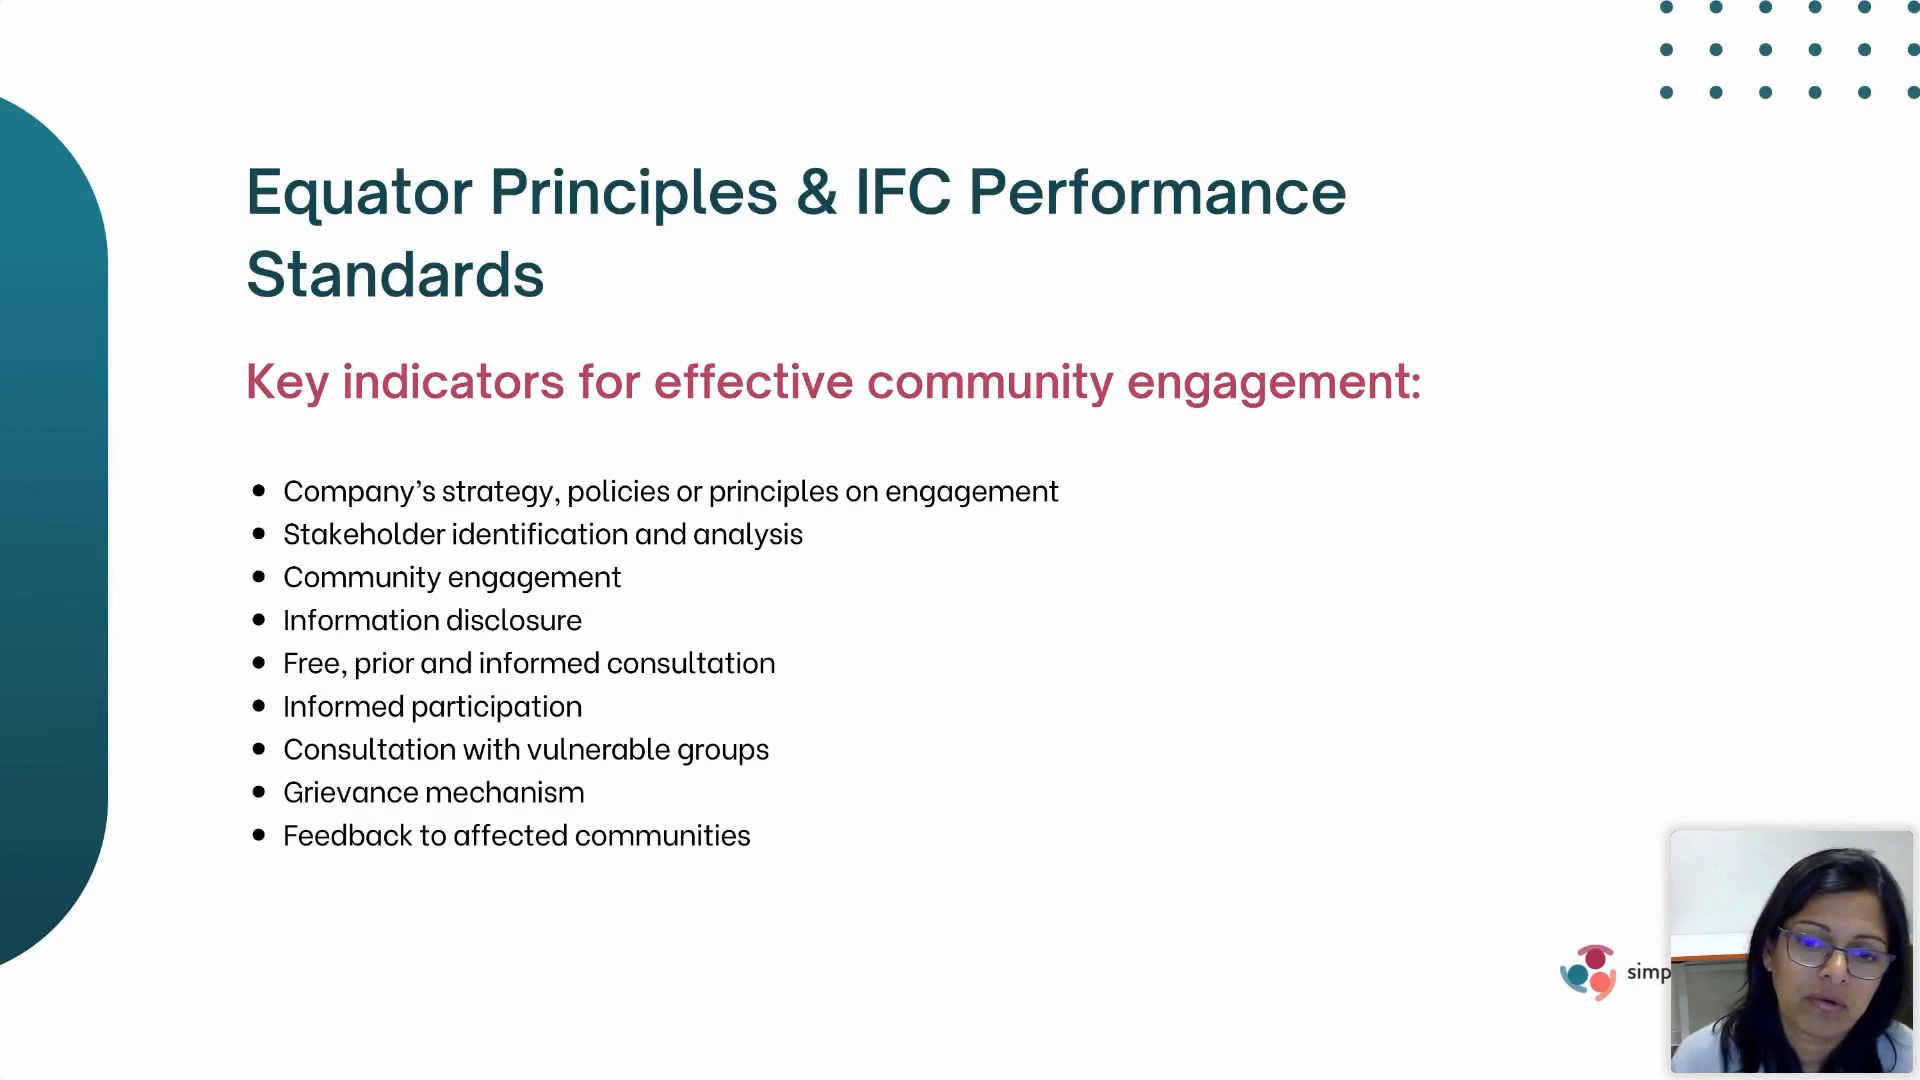 Equator Principles & IFC Performance
Standards
Key indicators for effective community engagement:
Company’s strategy, policies or principles on engagement
Stakeholder identification and analysis
Community engagement
Information disclosure
Free, prior and informed consultation
Informed participation
Consultation with vulnerable groups
Grievance mechanism
Feedback to affected communities
simp